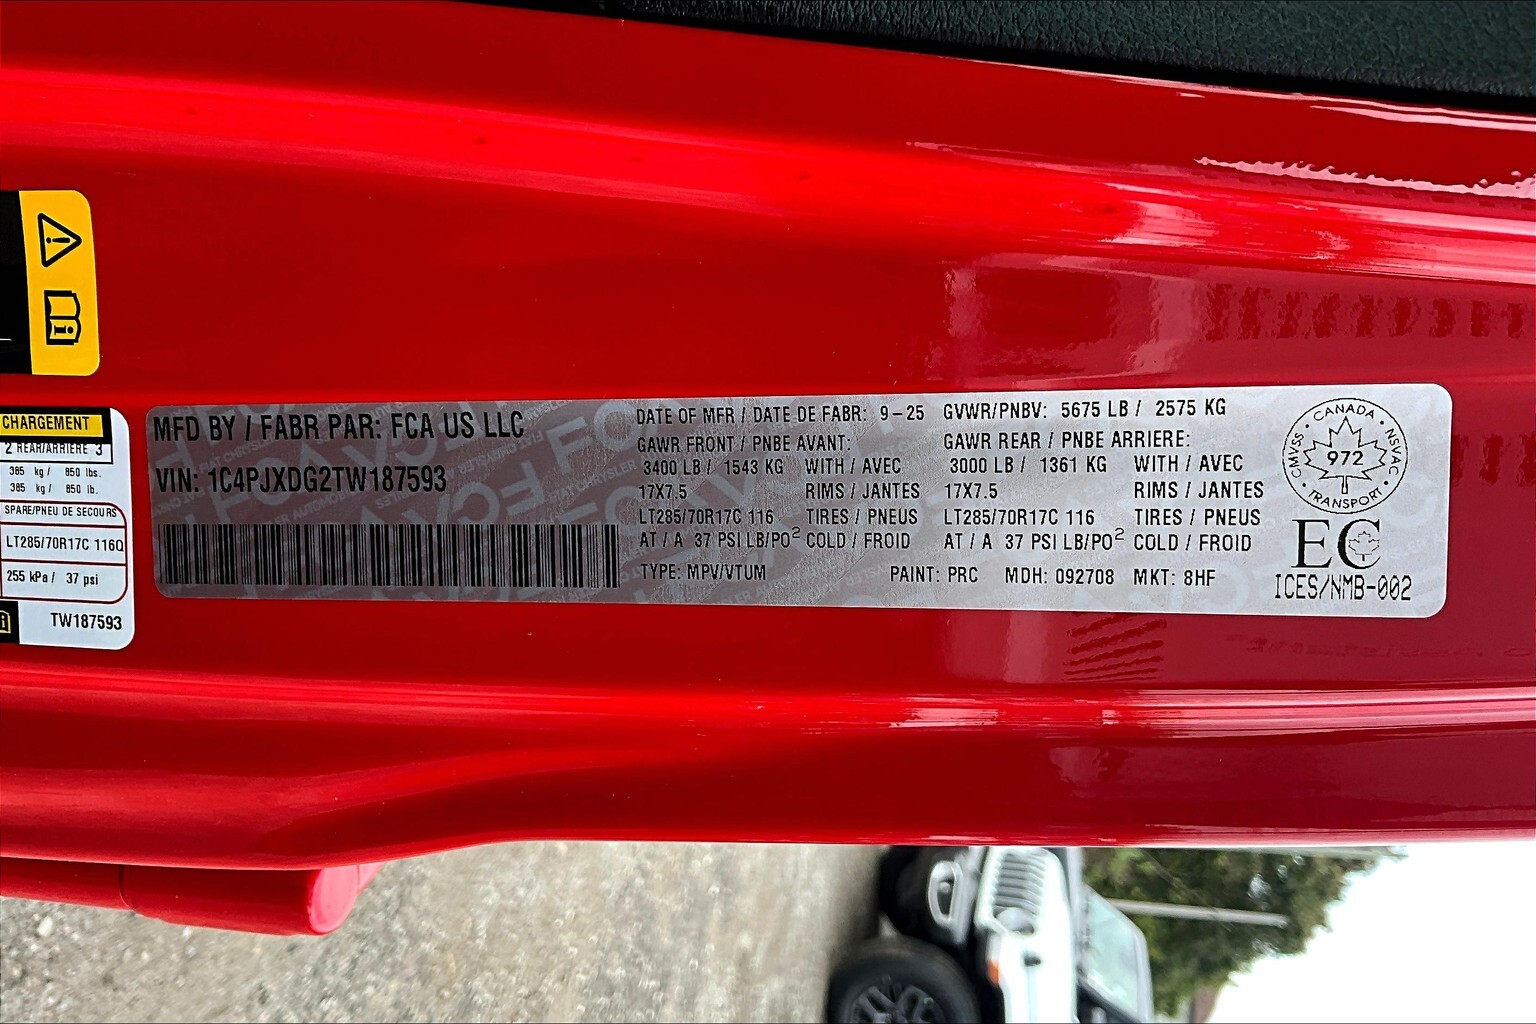 CHARGEMENT
2 REAR/ARRIERE 3
385 kg / 850 lbs.
385 kg / 850 lb.
SPARE/PNEU DE SECOURS
LT285/70R17C 116Q
255 kPa / 37 psi
TW187593
MFD BY / FABR PAR: FCA US LLC
VIN: 1C4PJXDG2TW187593
DATE OF MFR / DATE DE FABR: 9-25 GVWR/PNBV: 5675 LB / 2575 KG
GAWR FRONT / PNBE AVANT: GAWR REAR / PNBE ARRIERE:
3400 LB / 1543 KG WITH / AVEC 3000 LB / 1361 KG WITH / AVEC
17X7.5 RIMS / JANTES 17X7.5 RIMS / JANTES
LT285/70R17C 116 TIRES / PNEUS LT285/70R17C 116 TIRES / PNEUS
AT / A 37 PSI LB/PO² COLD / FROID AT / A 37 PSI LB/PO² COLD / FROID
TYPE: MPV/VTUM PAINT: PRC MDH: 092708 MKT: 8HF
CANADA
CMVSS NSVAC
972
TRANSPORT
EC
ICES/NMB-002